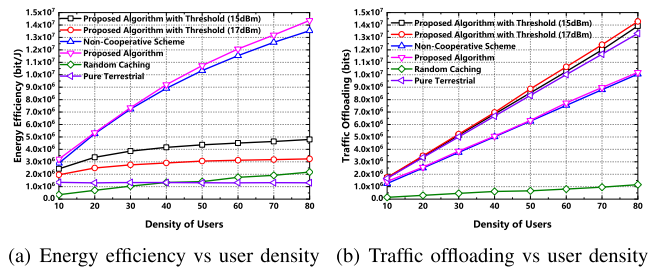 1.5x10⁷
1.4x10⁷
1.3x10⁷
1.2x10⁷
1.1x10⁷
1.0x10⁷
9.0x10⁶
8.0x10⁶
7.0x10⁶
6.0x10⁶
5.0x10⁶
4.0x10⁶
3.0x10⁶
2.0x10⁶
1.0x10⁶
0.0
Energy Efficiency (bit/J)
Proposed Algorithm with Threshold (15dBm)
Proposed Algorithm with Threshold (17dBm)
Non-Cooperative Scheme
Proposed Algorithm
Random Caching
Pure Terrestrial
10 20 30 40 50 60 70 80
Density of Users
(a) Energy efficiency vs user density
1.5x10⁷
1.4x10⁷
1.3x10⁷
1.2x10⁷
1.1x10⁷
1.0x10⁷
9.0x10⁶
8.0x10⁶
7.0x10⁶
6.0x10⁶
5.0x10⁶
4.0x10⁶
3.0x10⁶
2.0x10⁶
1.0x10⁶
0.0
Traffic Offloading (bits)
Proposed Algorithm with Threshold (15dBm)
Proposed Algorithm with Threshold (17dBm)
Non-Cooperative Scheme
Proposed Algorithm
Random Caching
Pure Terrestrial
10 20 30 40 50 60 70 80
Density of Users
(b) Traffic offloading vs user density